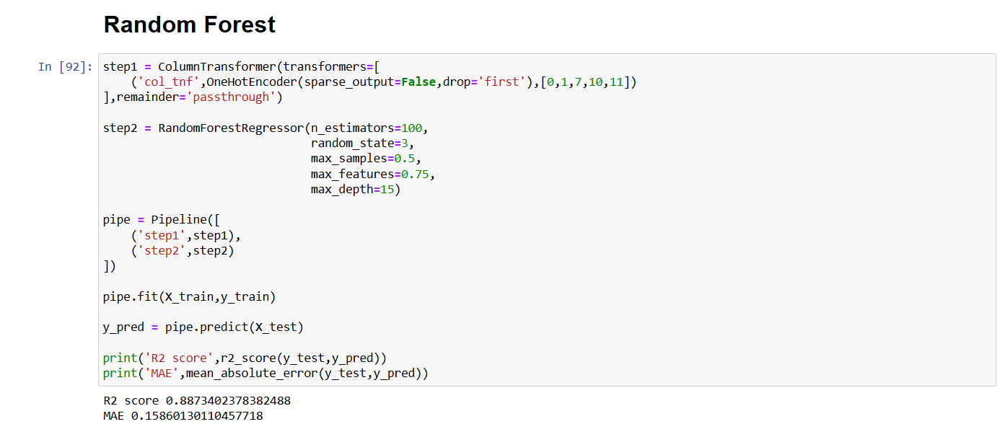 Random Forest
In [92]:
step1 = ColumnTransformer(transformers=[
    ('col_tnf',OneHotEncoder(sparse_output=False,drop='first'),[0,1,7,10,11])
],remainder='passthrough')
step2 = RandomForestRegressor(n_estimators=100,
                              random_state=3,
                              max_samples=0.5,
                              max_features=0.75,
                              max_depth=15)
pipe = Pipeline([
    ('step1',step1),
    ('step2',step2)
])
pipe.fit(X_train,y_train)
y_pred = pipe.predict(X_test)
print('R2 score',r2_score(y_test,y_pred))
print('MAE',mean_absolute_error(y_test,y_pred))
R2 score 0.8873402378382488
MAE 0.15860130110457718